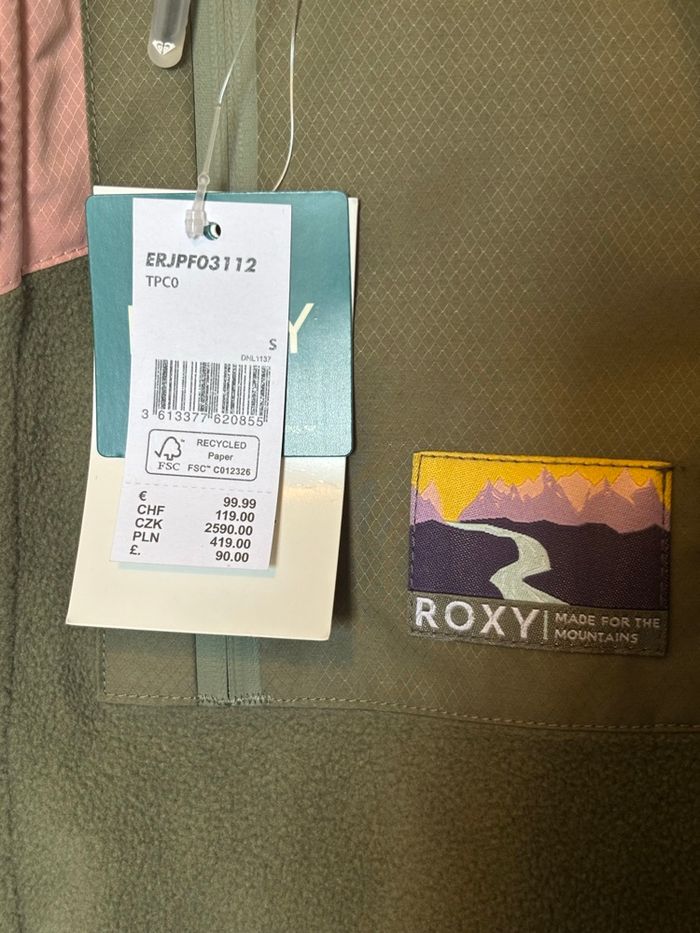 ERJPF03112
TPC0
Y
S
DNL1137
3 613377 620855
RECYCLED
Paper
FSC
FSC™ C012326
€ 99.99
CHF 119.00
CZK 2590.00
PLN 419.00
£. 90.00
ROXY
MADE FOR THE
MOUNTAINS